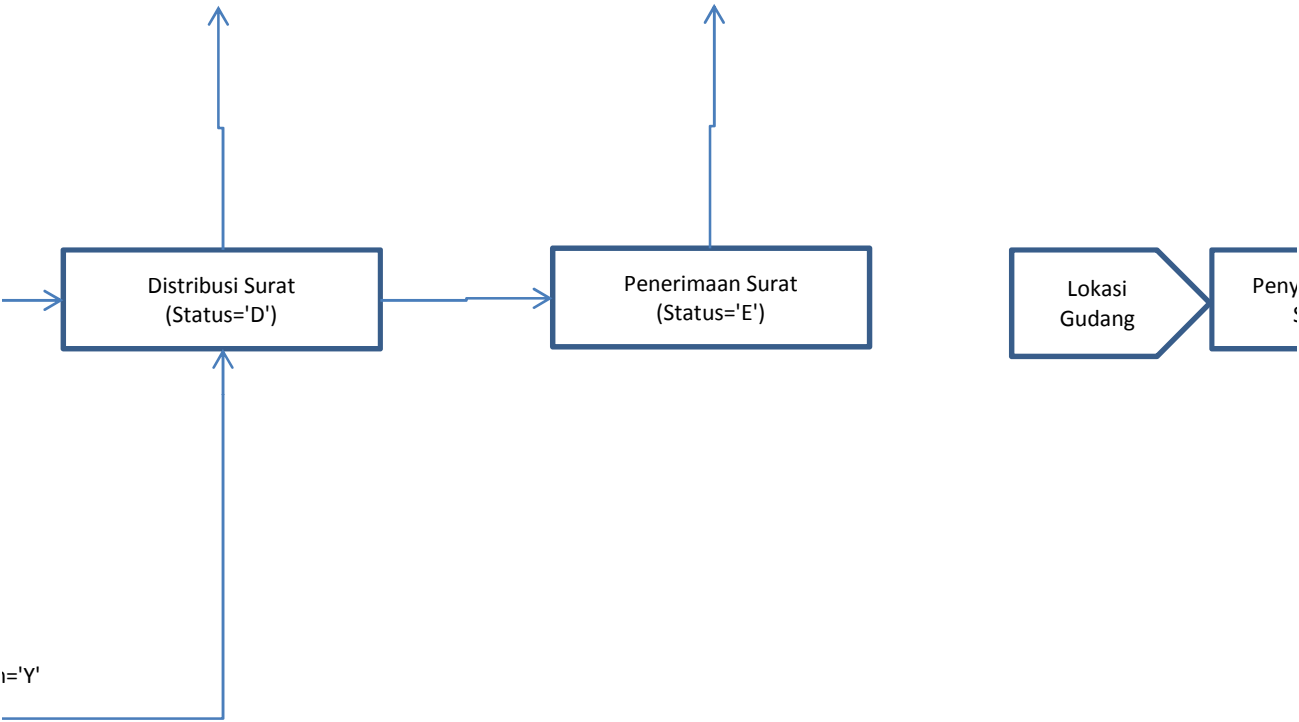 Distribusi Surat
(Status='D')
Penerimaan Surat
(Status='E')
Lokasi
Gudang
='Y'